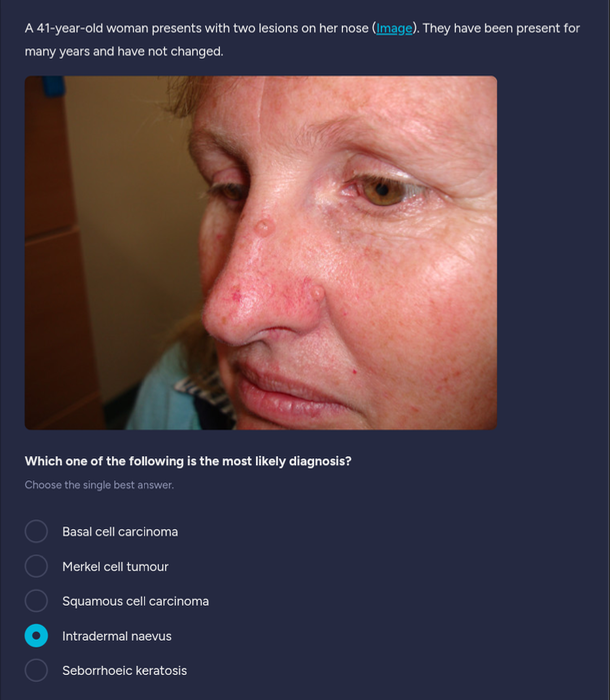 A 41-year-old woman presents with two lesions on her nose (Image). They have been present for
many years and have not changed.
Which one of the following is the most likely diagnosis?
Choose the single best answer.
Basal cell carcinoma
Merkel cell tumour
Squamous cell carcinoma
Intradermal naevus
Seborrhoeic keratosis